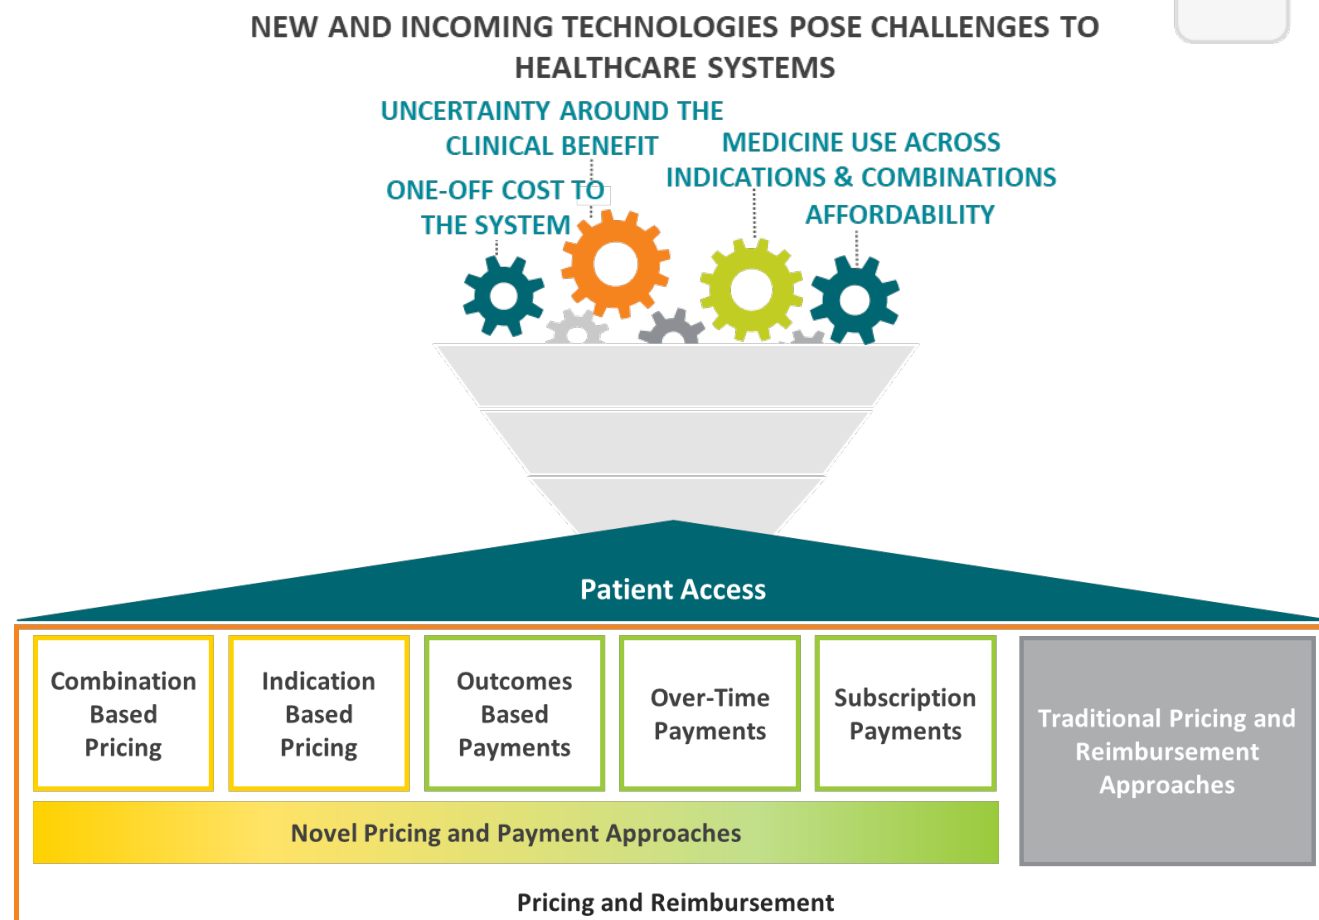 NEW AND INCOMING TECHNOLOGIES POSE CHALLENGES TO
HEALTHCARE SYSTEMS
UNCERTAINTY AROUND THE
CLINICAL BENEFIT
MEDICINE USE ACROSS
INDICATIONS & COMBINATIONS
ONE-OFF COST TO
THE SYSTEM
AFFORDABILITY
Patient Access
Combination
Based
Pricing
Indication
Based
Pricing
Outcomes
Based
Payments
Over-Time
Payments
Subscription
Payments
Traditional Pricing and
Reimbursement
Approaches
Novel Pricing and Payment Approaches
Pricing and Reimbursement